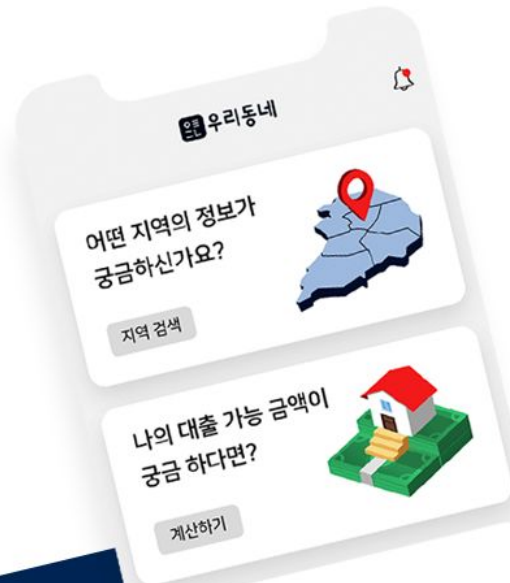 우리동네
어떤 지역의 정보가
궁금하신가요?
지역 검색
나의 대출 가능 금액이
궁금 하다면?
계산하기